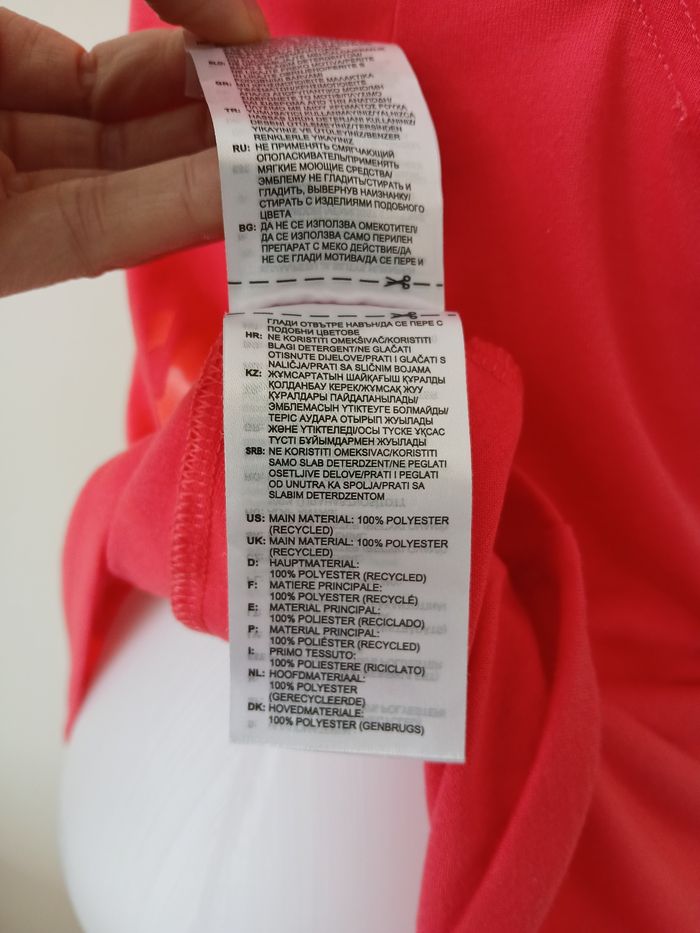 RU: НЕ ПРИМЕНЯТЬ СМЯГЧАЮЩИЙ
ОПОЛАСКИВАТЕЛЬ/ПРИМЕНЯТЬ
МЯГКИЕ МОЮЩИЕ СРЕДСТВА/
ЭМБЛЕМУ НЕ ГЛАДИТЬ/СТИРАТЬ И
ГЛАДИТЬ, ВЫВЕРНУВ НАИЗНАНКУ/
СТИРАТЬ С ИЗДЕЛИЯМИ ПОДОБНОГО
ЦВЕТА
BG: ДА НЕ СЕ ИЗПОЛЗВА ОМЕКОТИТЕЛ/
ДА СЕ ИЗПОЛЗВА САМО ПЕРИЛЕН
ПРЕПАРАТ С МЕКО ДЕЙСТВИЕ/ДА
НЕ СЕ ГЛАДИ МОТИВА/ДА СЕ ПЕРЕ И
ГЛАДИ ОТВЪТРЕ НАВЪН/ДА СЕ ПЕРЕ С
ПОДОБНИ ЦВЕТОВЕ
HR: NE KORISTITI OMEKŠIVAČ/KORISTITI
BLAGI DETERGENT/NE GLAČATI
OTISNUTE DIJELOVE/PRATI I GLAČATI S
NALIČJA/PRATI SA SLIČNIM BOJAMA
KZ: ЖҰМСАРТАТЫН ШАЙҚАҒЫШ ҚҰРАЛДЫ
ҚОЛДАНБАУ КЕРЕК/ЖҰМСАҚ ЖУУ
ҚҰРАЛДАРЫ ПАЙДАЛАНЫЛАДЫ/
ЭМБЛЕМАСЫН ҮТІКТЕУГЕ БОЛМАЙДЫ/
ТЕРІС АУДАРА ОТЫРЫП ЖУЫЛАДЫ
ЖӘНЕ ҮТІКТЕЛЕДІ/ОСЫ ТҮСКЕ ҰҚСАС
ТҮСТІ БҰЙЫМДАРМЕН ЖУЫЛАДЫ
SRB: NE KORISTITI OMEKSIVAC/KORISTITI
SAMO SLAB DETERDZENT/NE PEGLATI
OSETLJIVE DELOVE/PRATI I PEGLATI
OD UNUTRA KA SPOLJA/PRATI SA
SLABIM DETERDZENTOM
US: MAIN MATERIAL: 100% POLYESTER
(RECYCLED)
UK: MAIN MATERIAL: 100% POLYESTER
(RECYCLED)
D: HAUPTMATERIAL:
100% POLYESTER (RECYCLED)
F: MATIERE PRINCIPALE:
100% POLYESTER (RECYCLÉ)
E: MATERIAL PRINCIPAL:
100% POLIESTER (RECICLADO)
P: MATERIAL PRINCIPAL:
100% POLIÉSTER (RECYCLED)
I: PRIMO TESSUTO:
100% POLIESTERE (RICICLATO)
NL: HOOFDMATERIAAL:
100% POLYESTER
(GERECYCLEERDE)
DK: HOVEDMATERIALE:
100% POLYESTER (GENBRUGS)